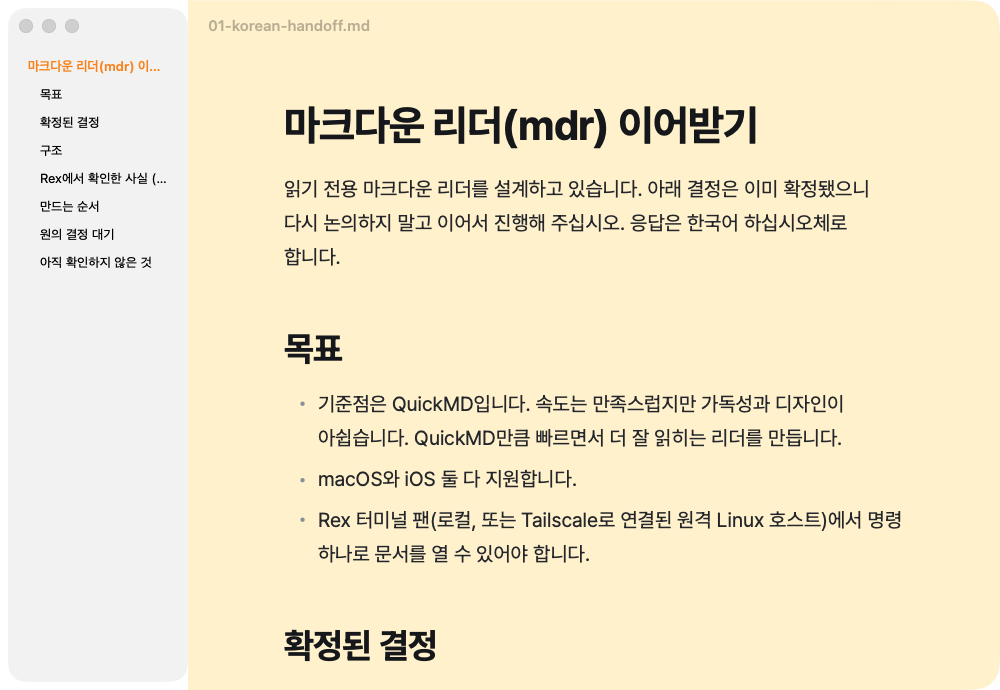 01-korean-handoff.md
마크다운 리더(mdr) 이...
목표
확정된 결정
구조
Rex에서 확인한 사실 (...
만드는 순서
원의 결정 대기
아직 확인하지 않은 것
마크다운 리더(mdr) 이어받기
읽기 전용 마크다운 리더를 설계하고 있습니다. 아래 결정은 이미 확정됐으니
다시 논의하지 말고 이어서 진행해 주십시오. 응답은 한국어 하십시오체로
합니다.
목표
• 기준점은 QuickMD입니다. 속도는 만족스럽지만 가독성과 디자인이
아쉽습니다. QuickMD만큼 빠르면서 더 잘 읽히는 리더를 만듭니다.
• macOS와 iOS 둘 다 지원합니다.
• Rex 터미널 팬(로컬, 또는 Tailscale로 연결된 원격 Linux 호스트)에서 명령
하나로 문서를 열 수 있어야 합니다.
확정된 결정